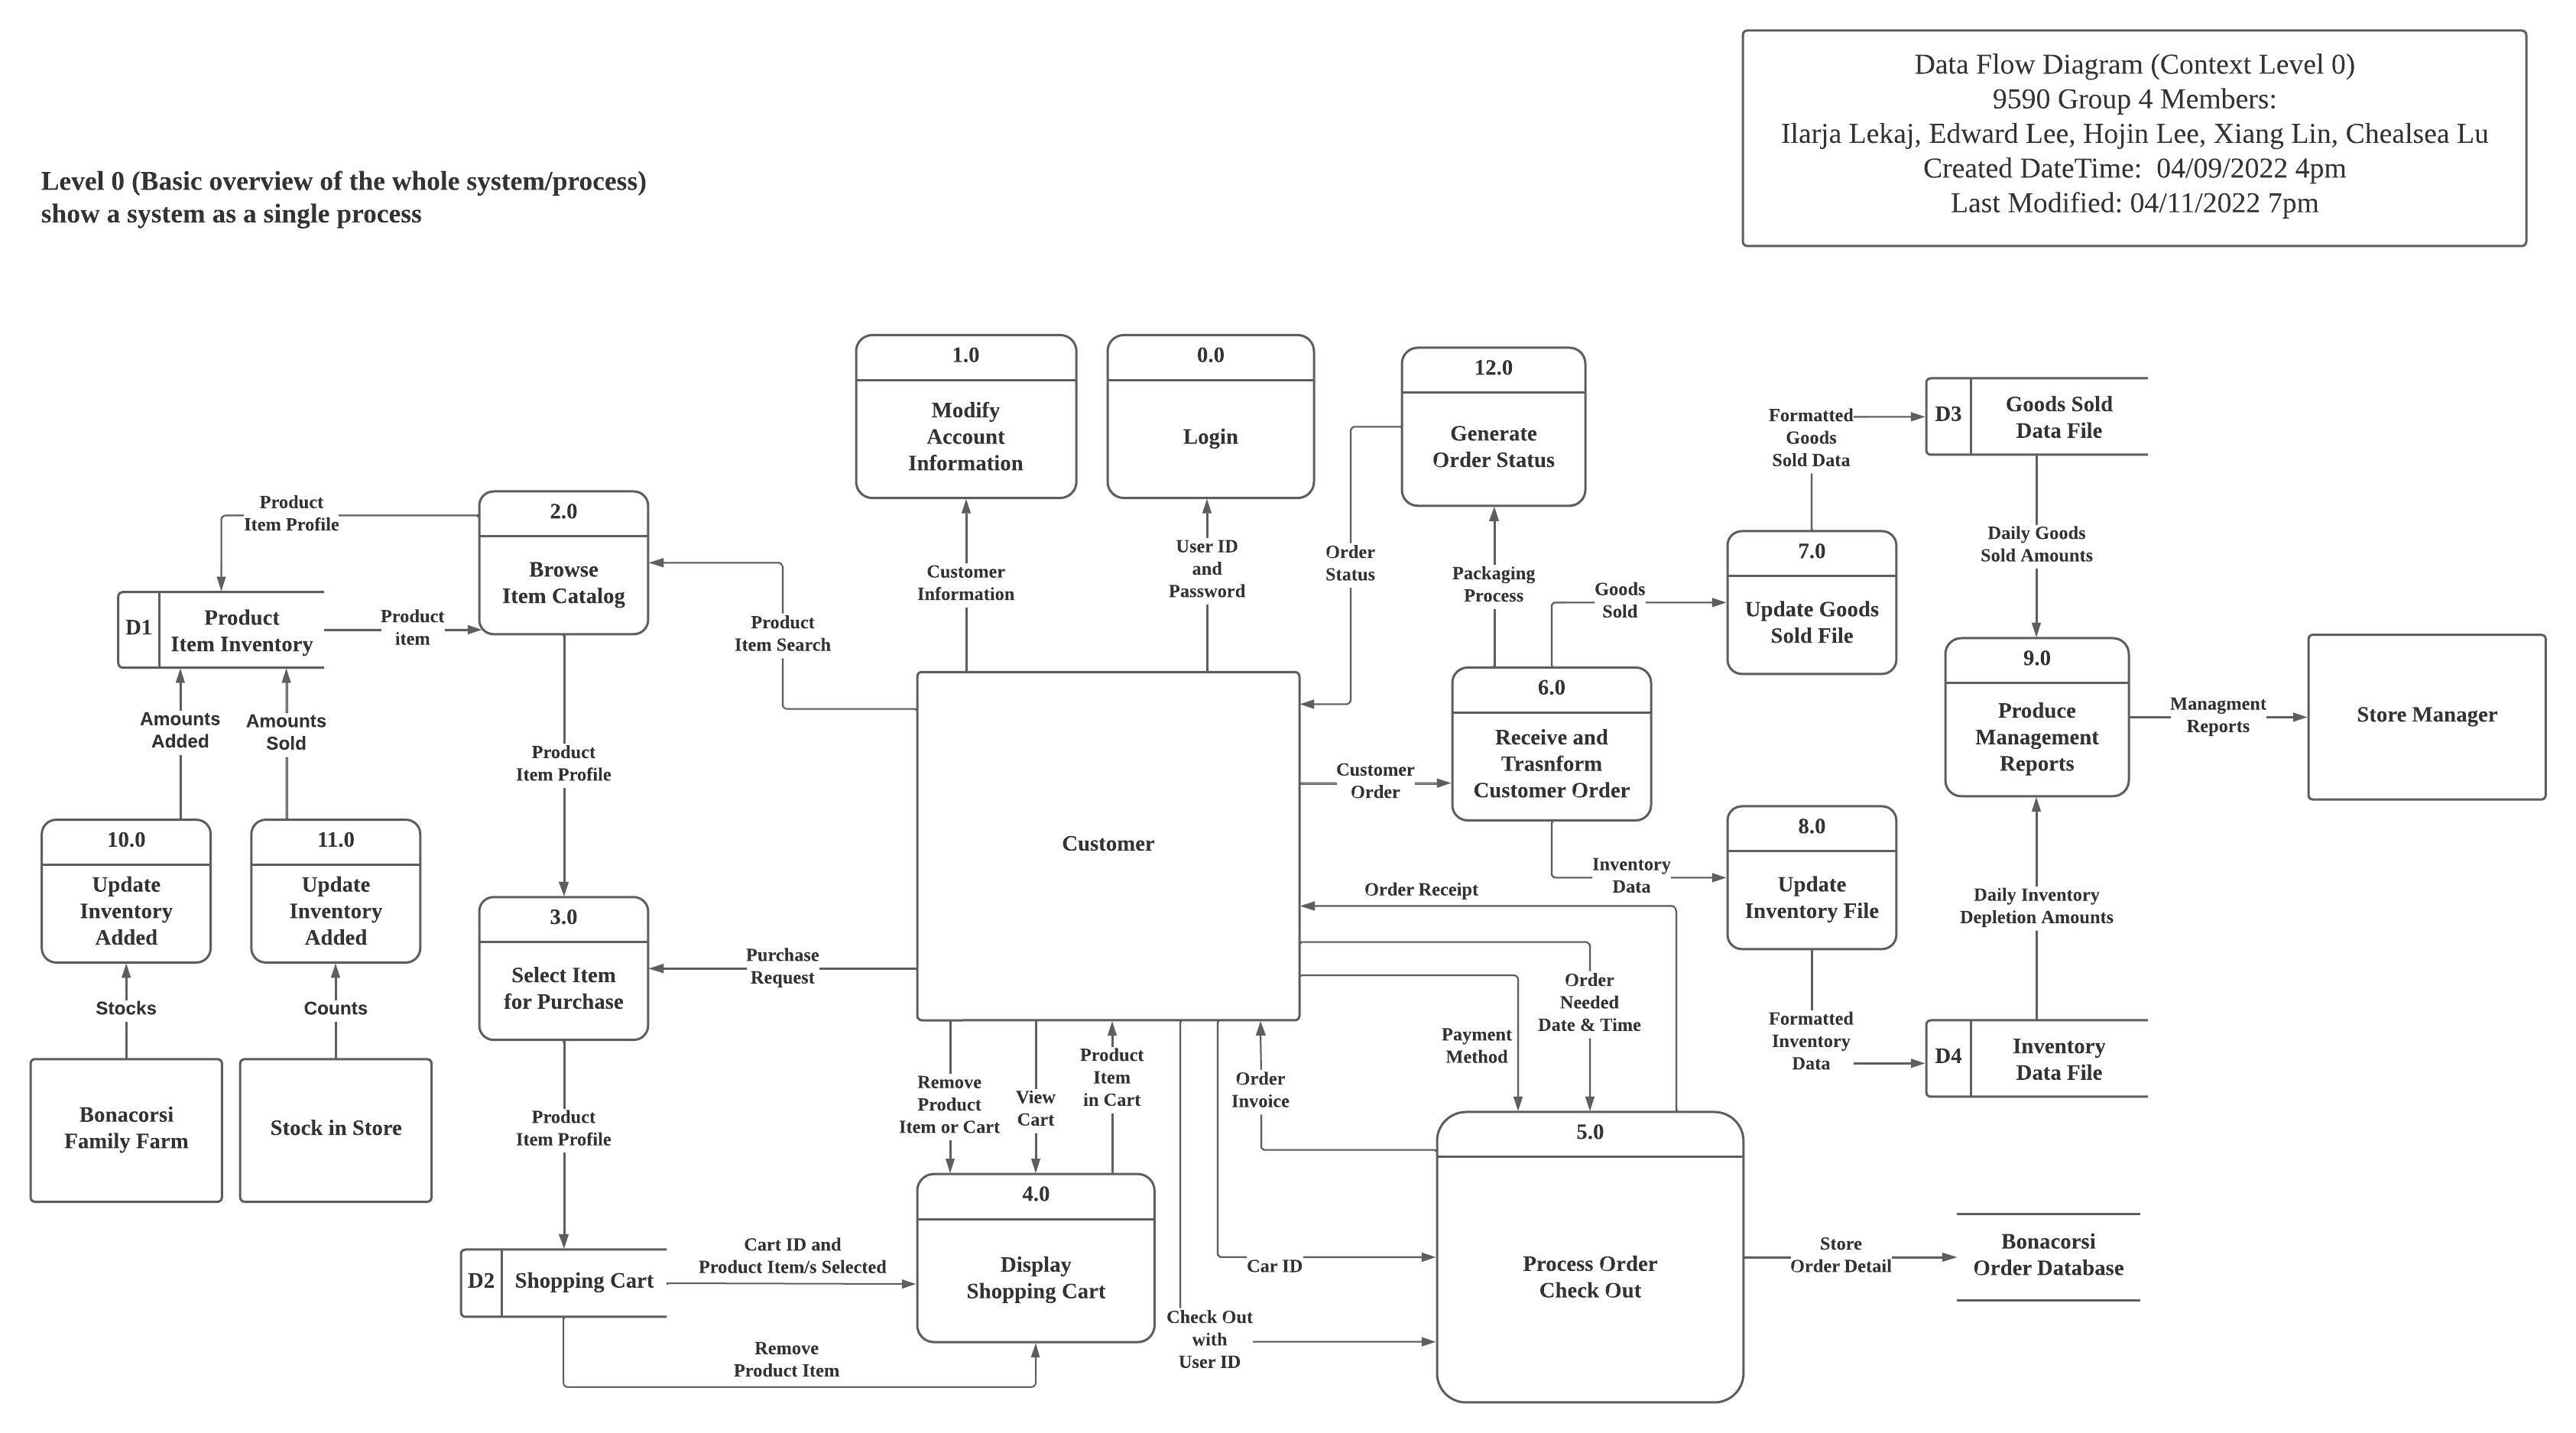 Data Flow Diagram (Context Level 0)
9590 Group 4 Members:
Ilarja Lekaj, Edward Lee, Hojin Lee, Xiang Lin, Chealsea Lu
Created DateTime:  04/09/2022 4pm
Last Modified: 04/11/2022 7pm
Level 0 (Basic overview of the whole system/process)
show a system as a single process
1.0
Modify
Account
Information
0.0
Login
12.0
Generate
Order Status
Formatted
Goods
Sold Data
D3
Goods Sold
Data File
Product
Item Profile
2.0
Browse
Item Catalog
D1
Product
Item Inventory
Product
item
Product
Item Search
Customer
Information
User ID
and
Password
Order
Status
Packaging
Process
Goods
Sold
7.0
Update Goods
Sold File
Daily Goods
Sold Amounts
Amounts
Added
Amounts
Sold
Product
Item Profile
Customer
Customer
Order
6.0
Receive and
Trasnform
Customer Order
9.0
Produce
Management
Reports
Managment
Reports
Store Manager
10.0
Update
Inventory
Added
11.0
Update
Inventory
Added
3.0
Select Item
for Purchase
Purchase
Request
Order Receipt
Inventory
Data
8.0
Update
Inventory File
Daily Inventory
Depletion Amounts
Stocks
Counts
Bonacorsi
Family Farm
Stock in Store
Product
Item Profile
Remove
Product
Item or Cart
View
Cart
Product
Item
in Cart
Order
Invoice
Payment
Method
Order
Needed
Date & Time
Formatted
Inventory
Data
D4
Inventory
Data File
D2
Shopping Cart
Cart ID and
Product Item/s Selected
Remove
Product Item
4.0
Display
Shopping Cart
Car ID
Check Out
with
User ID
5.0
Process Order
Check Out
Store
Order Detail
Bonacorsi
Order Database